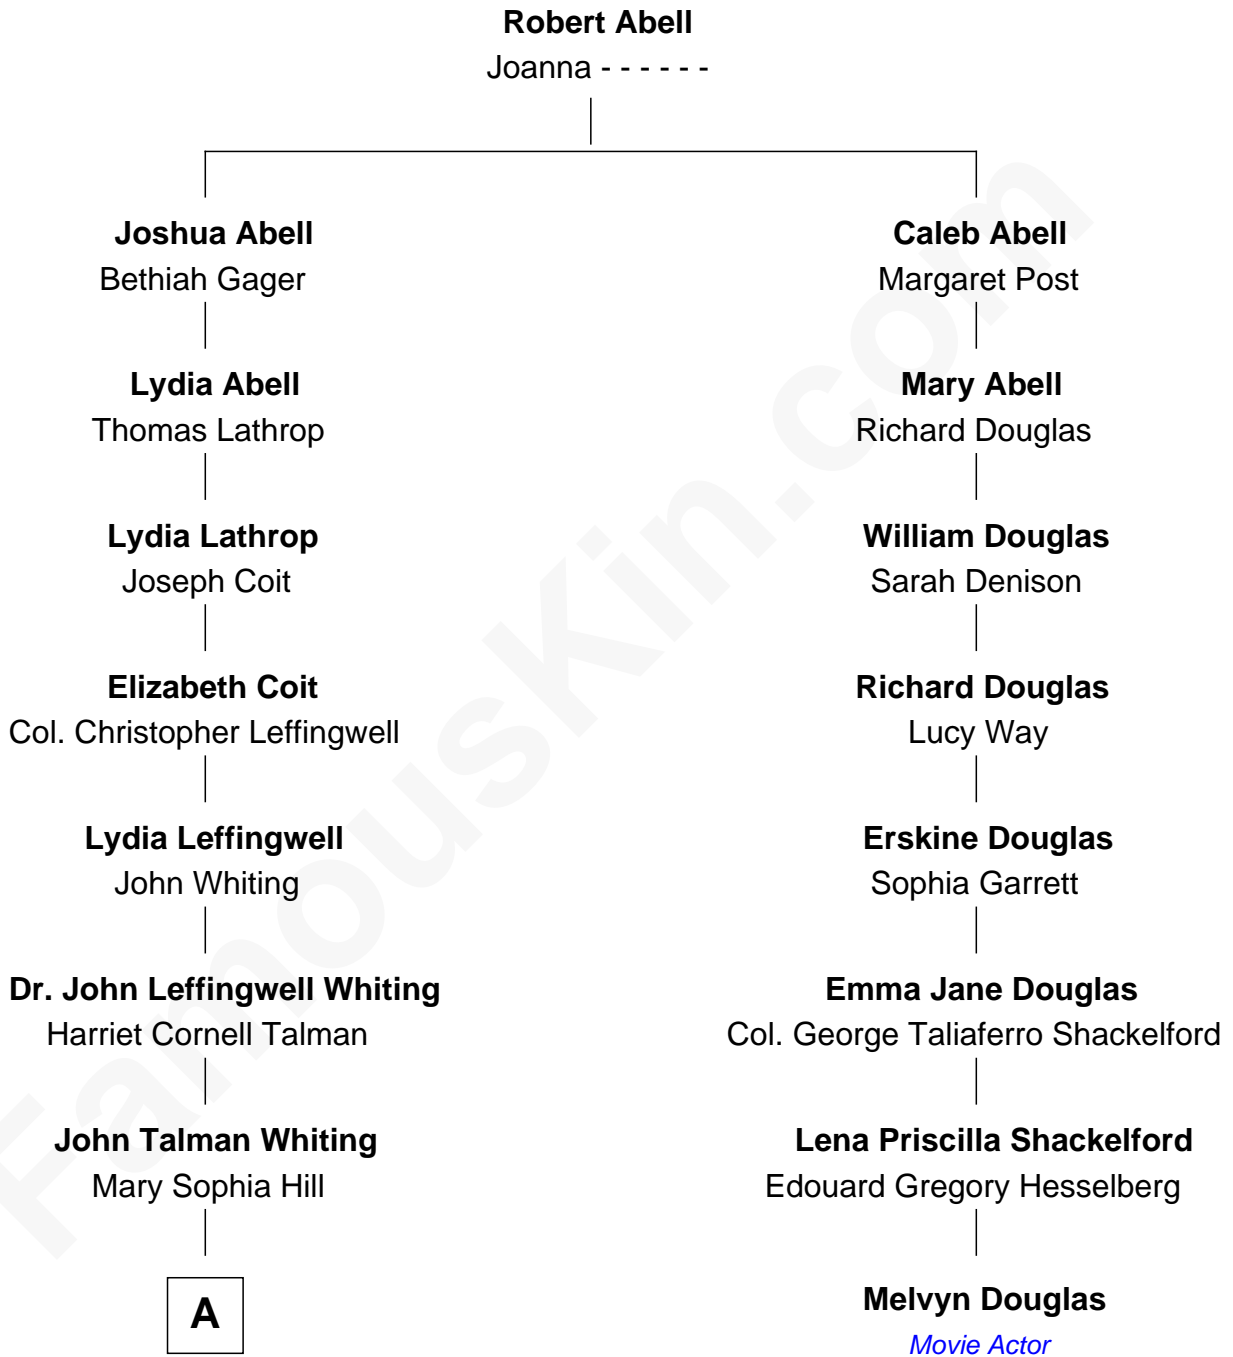 Robert Abell
Joanna - - - - - -
Joshua Abell
Bethiah Gager
Caleb Abell
Margaret Post
Lydia Abell
Thomas Lathrop
Mary Abell
Richard Douglas
Lydia Lathrop
Joseph Coit
William Douglas
Sarah Denison
Elizabeth Coit
Col. Christopher Leffingwell
Richard Douglas
Lucy Way
Lydia Leffingwell
John Whiting
Erskine Douglas
Sophia Garrett
Dr. John Leffingwell Whiting
Harriet Cornell Talman
Emma Jane Douglas
Col. George Taliaferro Shackelford
John Talman Whiting
Mary Sophia Hill
Lena Priscilla Shackelford
Edouard Gregory Hesselberg
A
Melvyn Douglas
Movie Actor
FamousKin.com